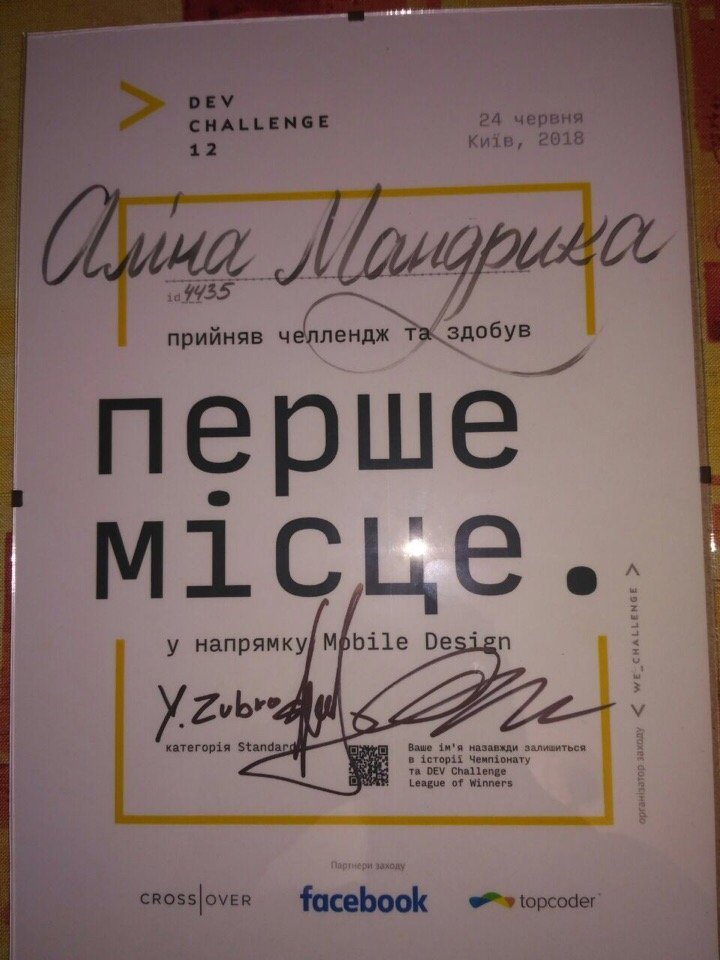 DEV
CHALLENGE
12
24 червня
Київ, 2018
Аліна Мандрика
id 4435
прийняв челлендж та здобув
перше
місце.
у напрямку Mobile Design
Y. Zubro
категорія Standard
Ваше ім'я назавжди залишиться
в історії Чемпіонату
та DEV Challenge
League of Winners
організатор заходу < WE_CHALLENGE >
Партнери заходу
CROSS|OVER
facebook
topcoder